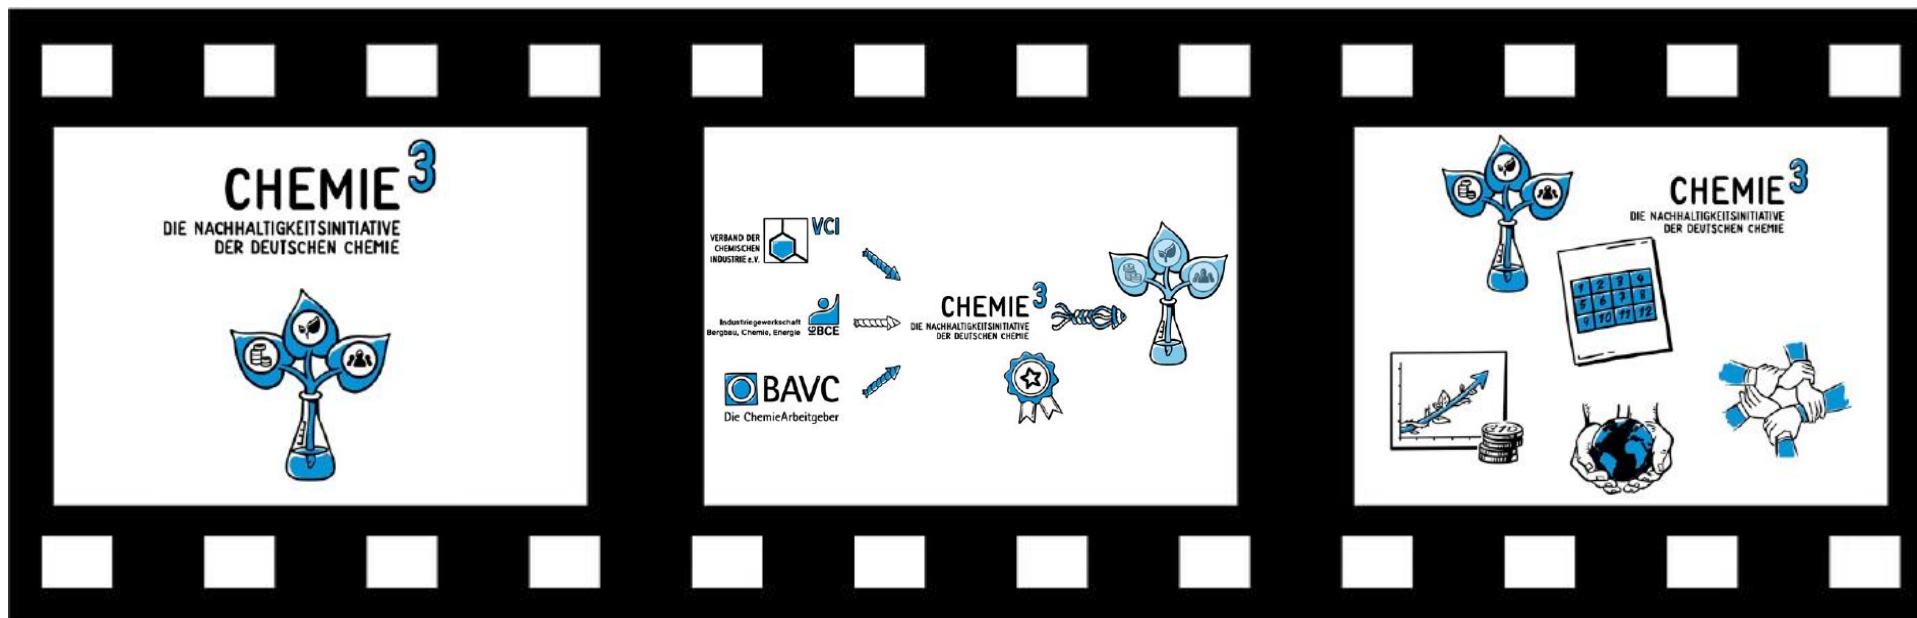 CHEMIE³
DIE NACHHALTIGKEITSINITIATIVE
DER DEUTSCHEN CHEMIE
VERBAND DER
CHEMISCHEN
INDUSTRIE e.V.
VCI
Industriegewerkschaft
Bergbau, Chemie, Energie
IG BCE
BAVC
Die ChemieArbeitgeber
CHEMIE³
DIE NACHHALTIGKEITSINITIATIVE
DER DEUTSCHEN CHEMIE
CHEMIE³
DIE NACHHALTIGKEITSINITIATIVE
DER DEUTSCHEN CHEMIE
1 2 3 4
5 6 7 8
9 10 11 12